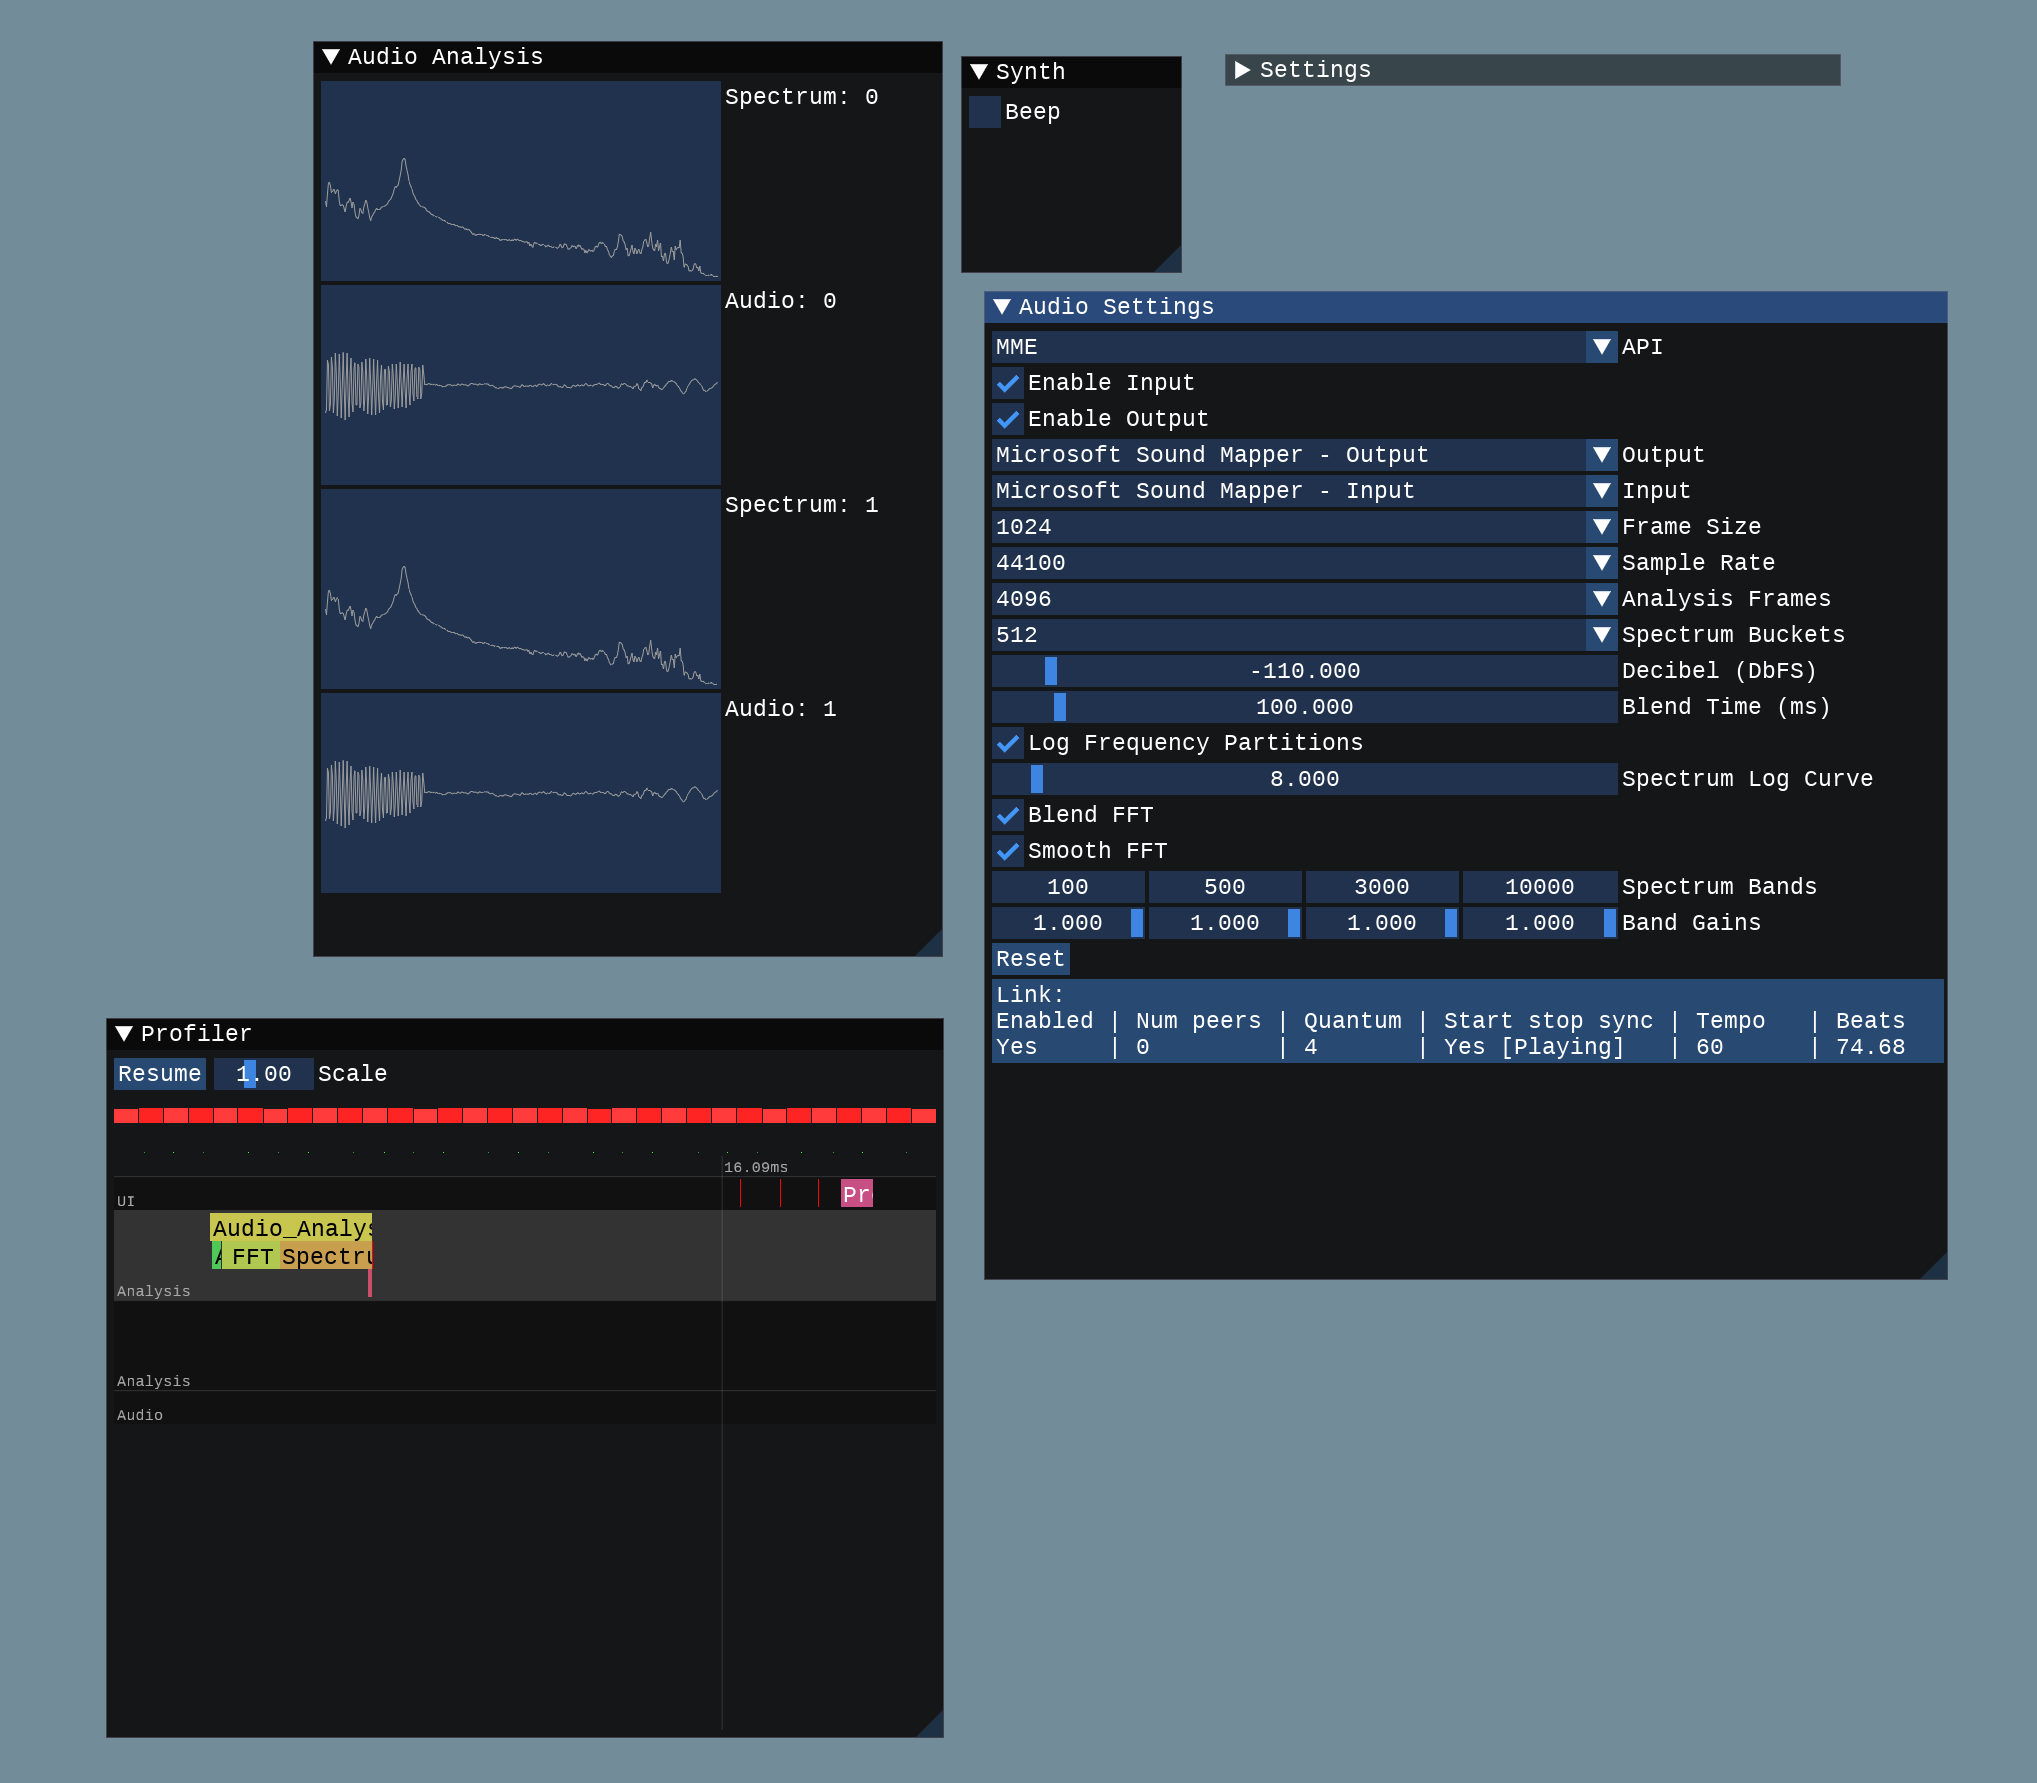 Audio Analysis
Spectrum: 0
Audio: 0
Spectrum: 1
Audio: 1
Synth
Beep
Settings
Audio Settings
MME API
Enable Input
Enable Output
Microsoft Sound Mapper - Output Output
Microsoft Sound Mapper - Input Input
1024 Frame Size
44100 Sample Rate
4096 Analysis Frames
512 Spectrum Buckets
-110.000 Decibel (DbFS)
100.000 Blend Time (ms)
Log Frequency Partitions
8.000 Spectrum Log Curve
Blend FFT
Smooth FFT
100 500 3000 10000 Spectrum Bands
1.000 1.000 1.000 1.000 Band Gains
Reset
Link:
Enabled | Num peers | Quantum | Start stop sync | Tempo | Beats
Yes | 0 | 4 | Yes [Playing] | 60 | 74.68
Profiler
Resume 1.00 Scale
16.09ms
UI Pr
Audio_Analys
A FFT Spectru
Analysis
Analysis
Audio